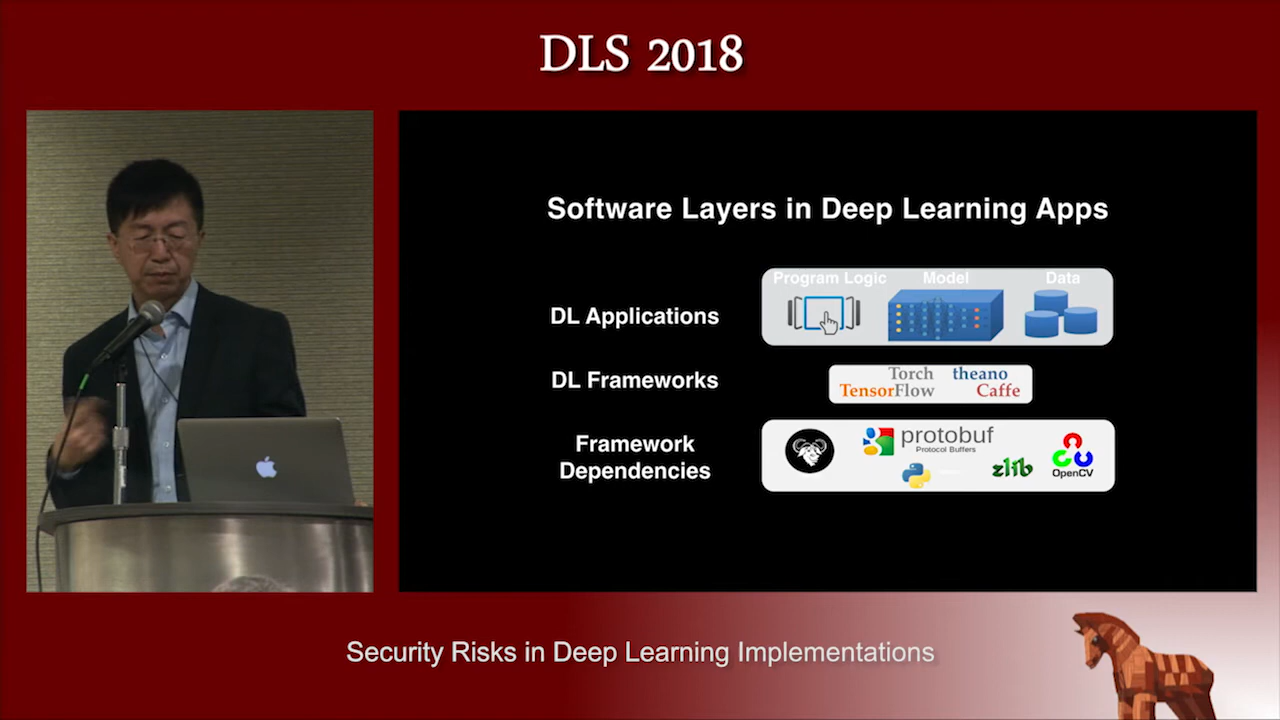 DLS 2018
Software Layers in Deep Learning Apps
DL Applications
Program Logic
Model
Data
DL Frameworks
Torch
theano
TensorFlow
Caffe
Framework
Dependencies
protobuf
Protocol Buffers
zlib
OpenCV
Security Risks in Deep Learning Implementations